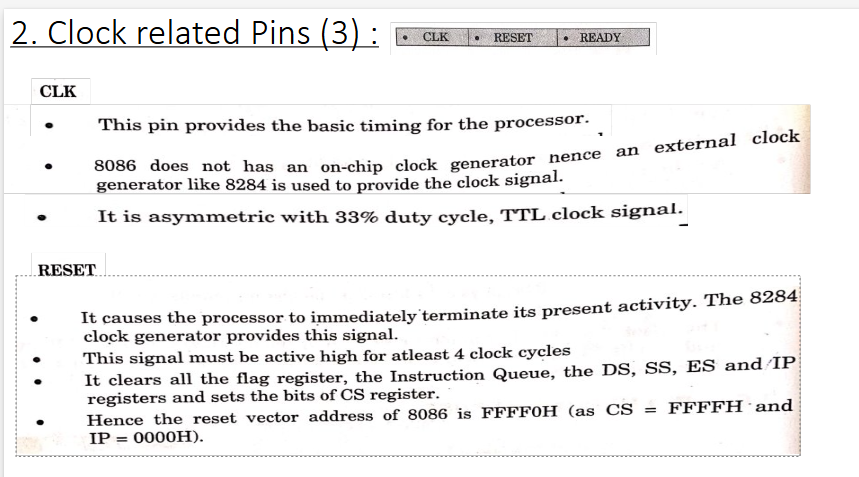 2. Clock related Pins (3) :
• CLK • RESET • READY
CLK
• This pin provides the basic timing for the processor.
• 8086 does not has an on-chip clock generator nence an external clock
generator like 8284 is used to provide the clock signal.
• It is asymmetric with 33% duty cycle, TTL clock signal.
RESET
• It causes the processor to immediately terminate its present activity. The 8284
clock generator provides this signal.
• This signal must be active high for atleast 4 clock cycles
• It clears all the flag register, the Instruction Queue, the DS, SS, ES and IP
registers and sets the bits of CS register.
• Hence the reset vector address of 8086 is FFFF0H (as CS = FFFFH and
IP = 0000H).